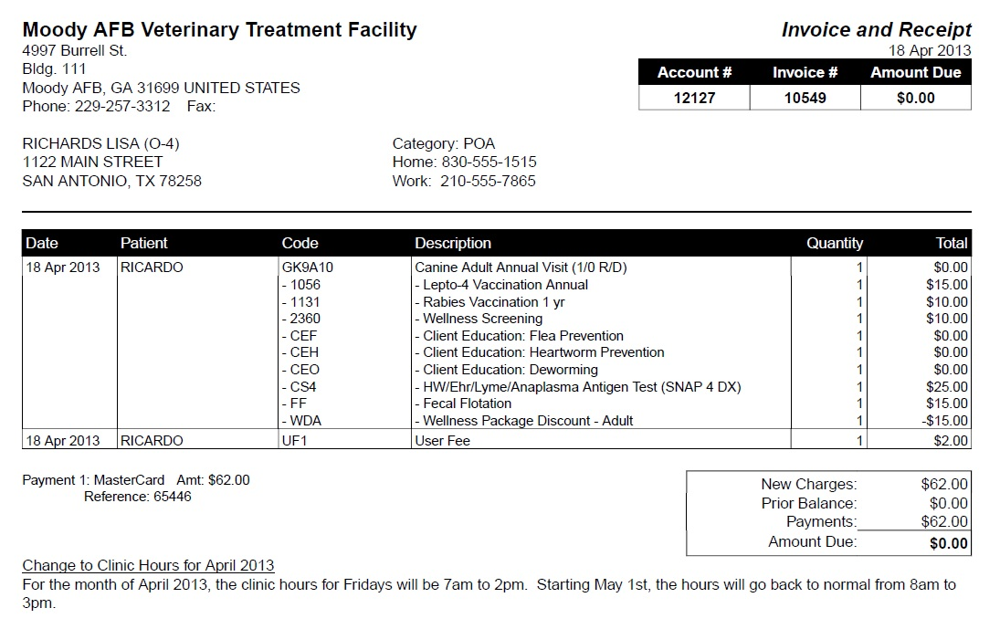 Moody AFB Veterinary Treatment Facility
4997 Burrell St.
Bldg. 111
Moody AFB, GA 31699 UNITED STATES
Phone: 229-257-3312 Fax:
Invoice and Receipt
18 Apr 2013
Account # Invoice # Amount Due
12127 10549 $0.00
RICHARDS LISA (O-4)
1122 MAIN STREET
SAN ANTONIO, TX 78258
Category: POA
Home: 830-555-1515
Work: 210-555-7865
Date Patient Code Description Quantity Total
18 Apr 2013 RICARDO GK9A10 Canine Adult Annual Visit (1/0 R/D) 1 $0.00
- 1056 - Lepto-4 Vaccination Annual 1 $15.00
- 1131 - Rabies Vaccination 1 yr 1 $10.00
- 2360 - Wellness Screening 1 $10.00
- CEF - Client Education: Flea Prevention 1 $0.00
- CEH - Client Education: Heartworm Prevention 1 $0.00
- CEO - Client Education: Deworming 1 $0.00
- CS4 - HW/Ehr/Lyme/Anaplasma Antigen Test (SNAP 4 DX) 1 $25.00
- FF - Fecal Flotation 1 $15.00
- WDA - Wellness Package Discount - Adult 1 -$15.00
18 Apr 2013 RICARDO UF1 User Fee 1 $2.00
Payment 1: MasterCard Amt: $62.00
Reference: 65446
New Charges: $62.00
Prior Balance: $0.00
Payments: $62.00
Amount Due: $0.00
Change to Clinic Hours for April 2013
For the month of April 2013, the clinic hours for Fridays will be 7am to 2pm. Starting May 1st, the hours will go back to normal from 8am to
3pm.